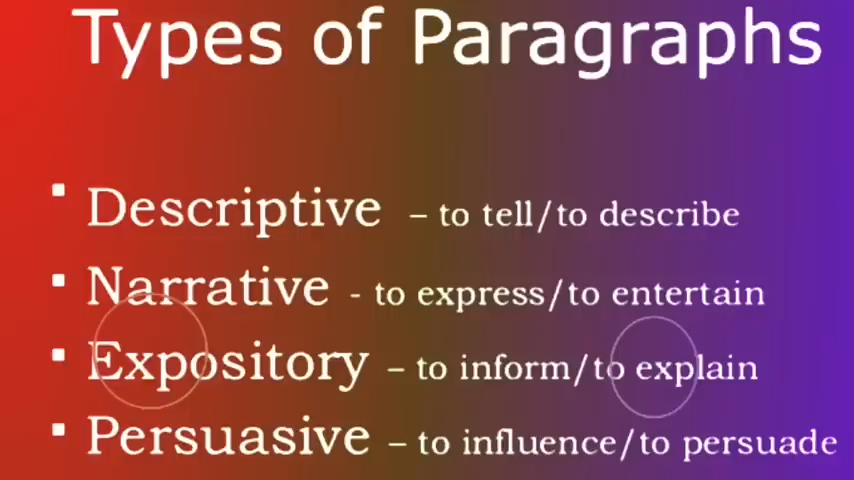 Types of Paragraphs
▪ Descriptive – to tell/to describe
▪ Narrative - to express/to entertain
▪ Expository – to inform/to explain
▪ Persuasive – to influence/to persuade